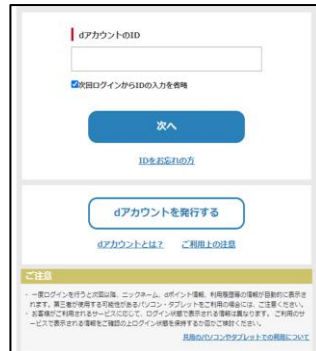 dアカウントのID
次回ログインからIDの入力を省略
次へ
IDをお忘れの方
dアカウントを発行する
dアカウントとは？ ご利用上の注意
ご注意
・一度ログインを行うと次回以降、ニックネーム、dポイント情報、利用履歴等の情報が自動的に表示さ
れます。第三者が使用する可能性があるパソコン・タブレットをご利用の場合には、ご注意ください。
・お客様がご利用されるサービスに応じて、ログイン状態で表示される情報は異なります。ご利用のサ
ービスで表示される情報をご確認の上ログイン状態を保持するか否かご検討ください。
共用のパソコンやタブレットでの利用について